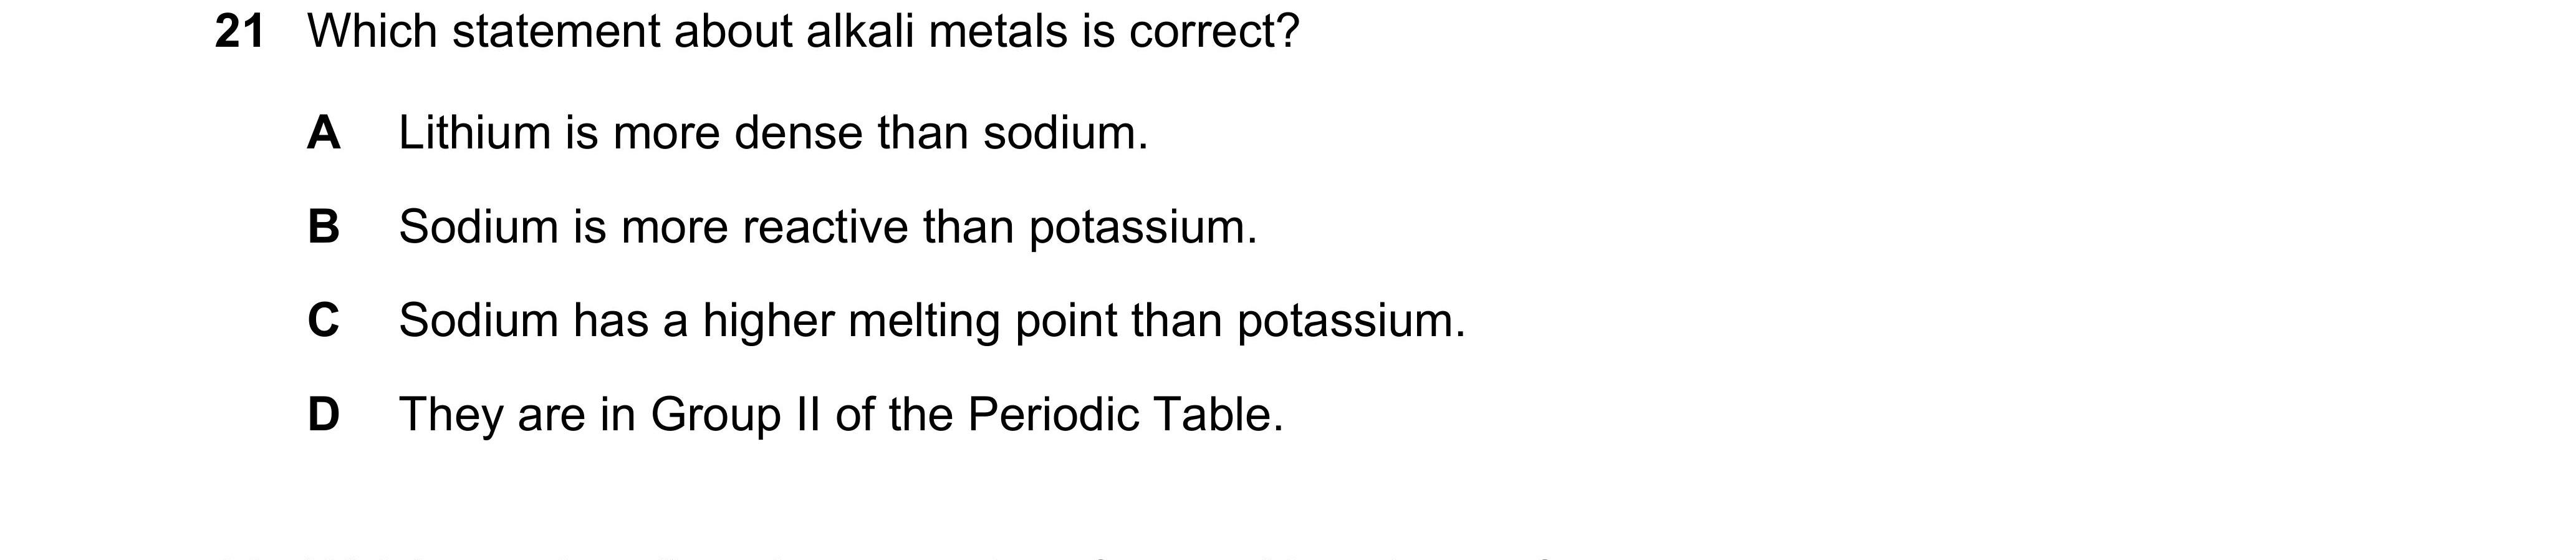 21 Which statement about alkali metals is correct?
A Lithium is more dense than sodium.
B Sodium is more reactive than potassium.
C Sodium has a higher melting point than potassium.
D They are in Group II of the Periodic Table.